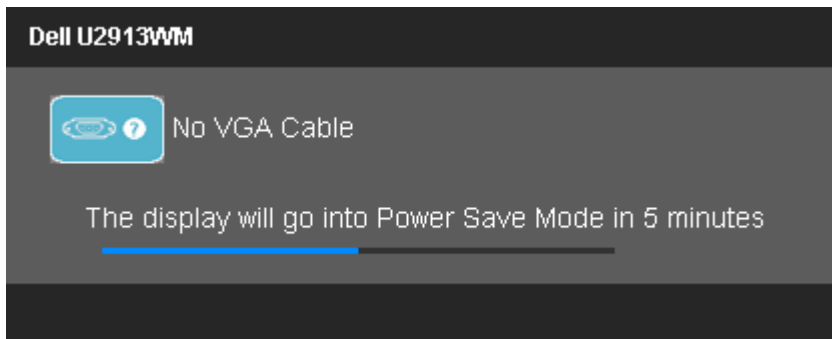 Dell U2913WM
? No VGA Cable
The display will go into Power Save Mode in 5 minutes